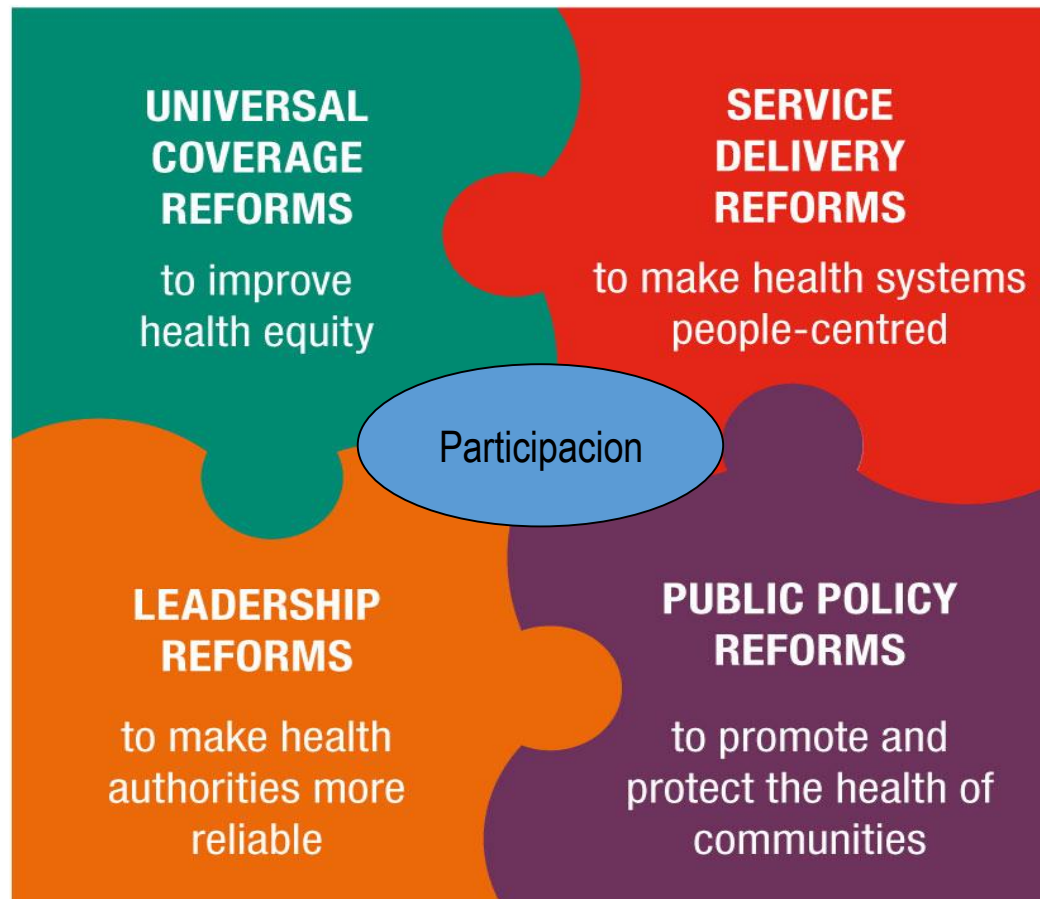 UNIVERSAL
COVERAGE
REFORMS
to improve
health equity
SERVICE
DELIVERY
REFORMS
to make health systems
people-centred
Participacion
LEADERSHIP
REFORMS
to make health
authorities more
reliable
PUBLIC POLICY
REFORMS
to promote and
protect the health of
communities